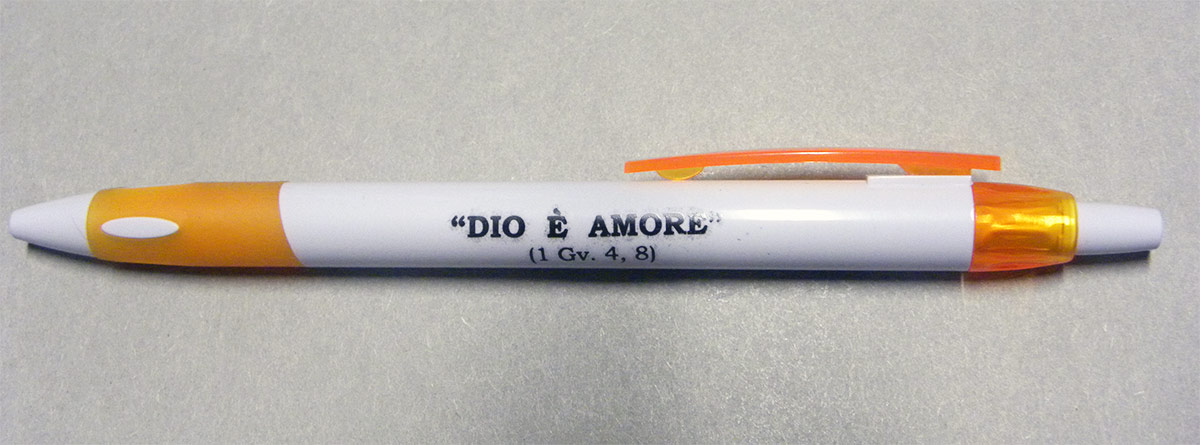 “DIO È AMORE”
(1 Gv. 4, 8)